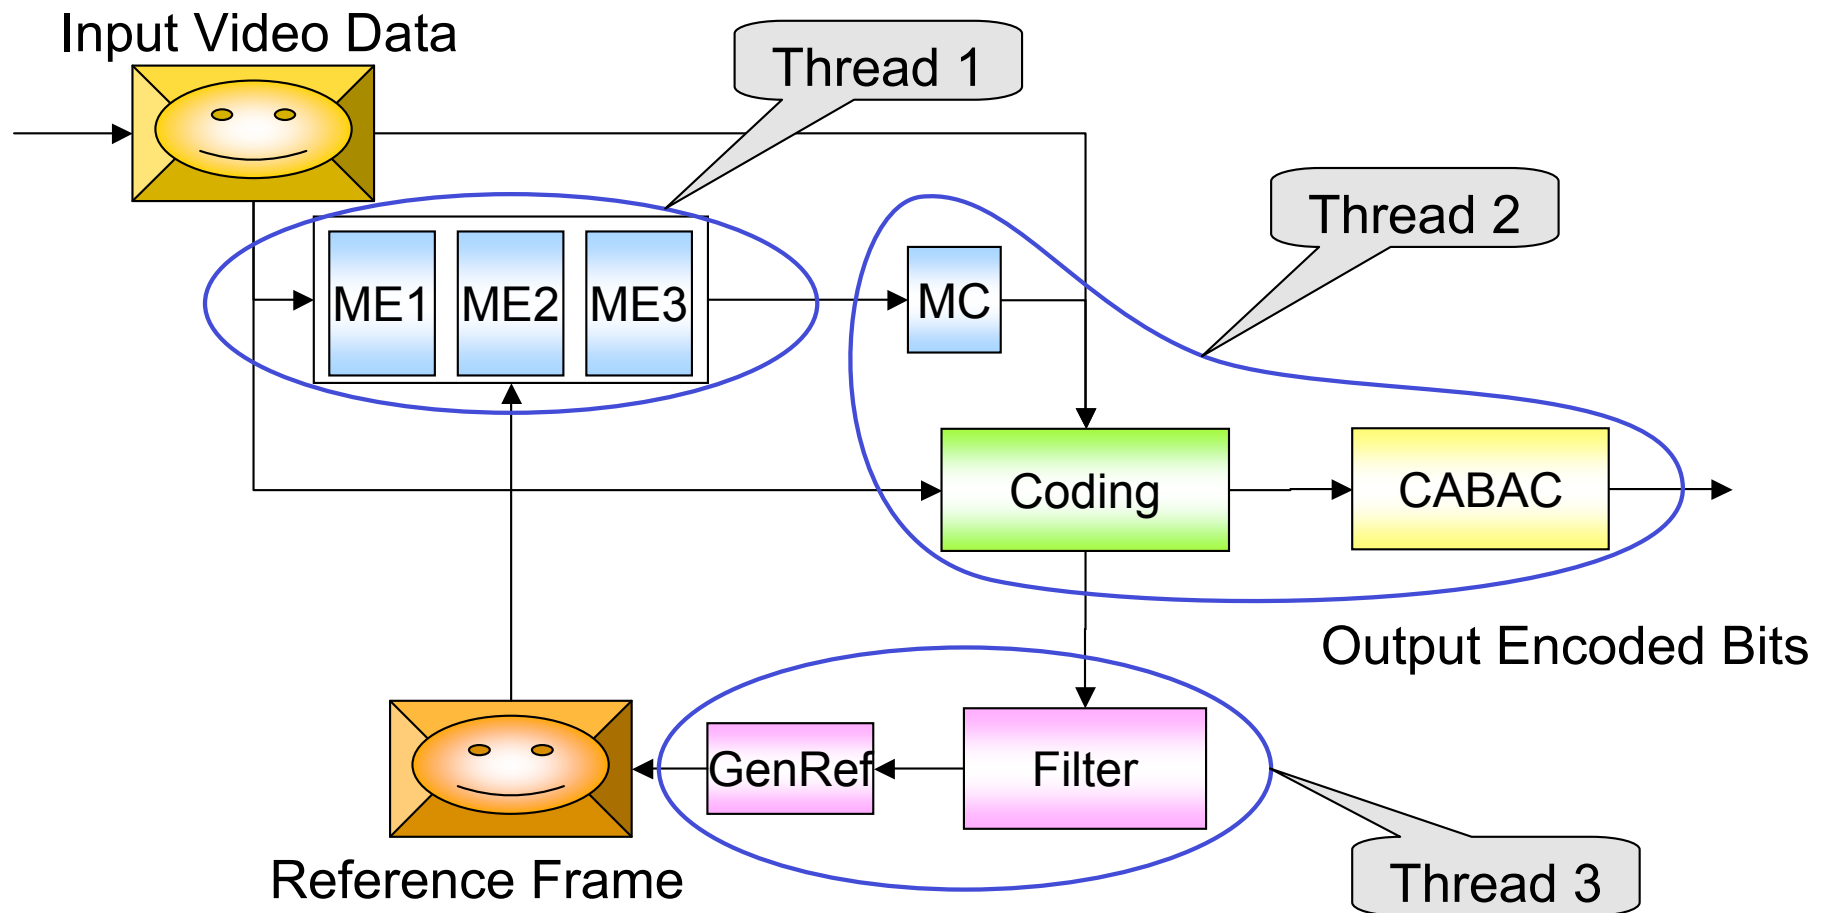 Input Video Data
Thread 1
Thread 2
ME1
ME2
ME3
MC
Coding
CABAC
Output Encoded Bits
GenRef
Filter
Reference Frame
Thread 3